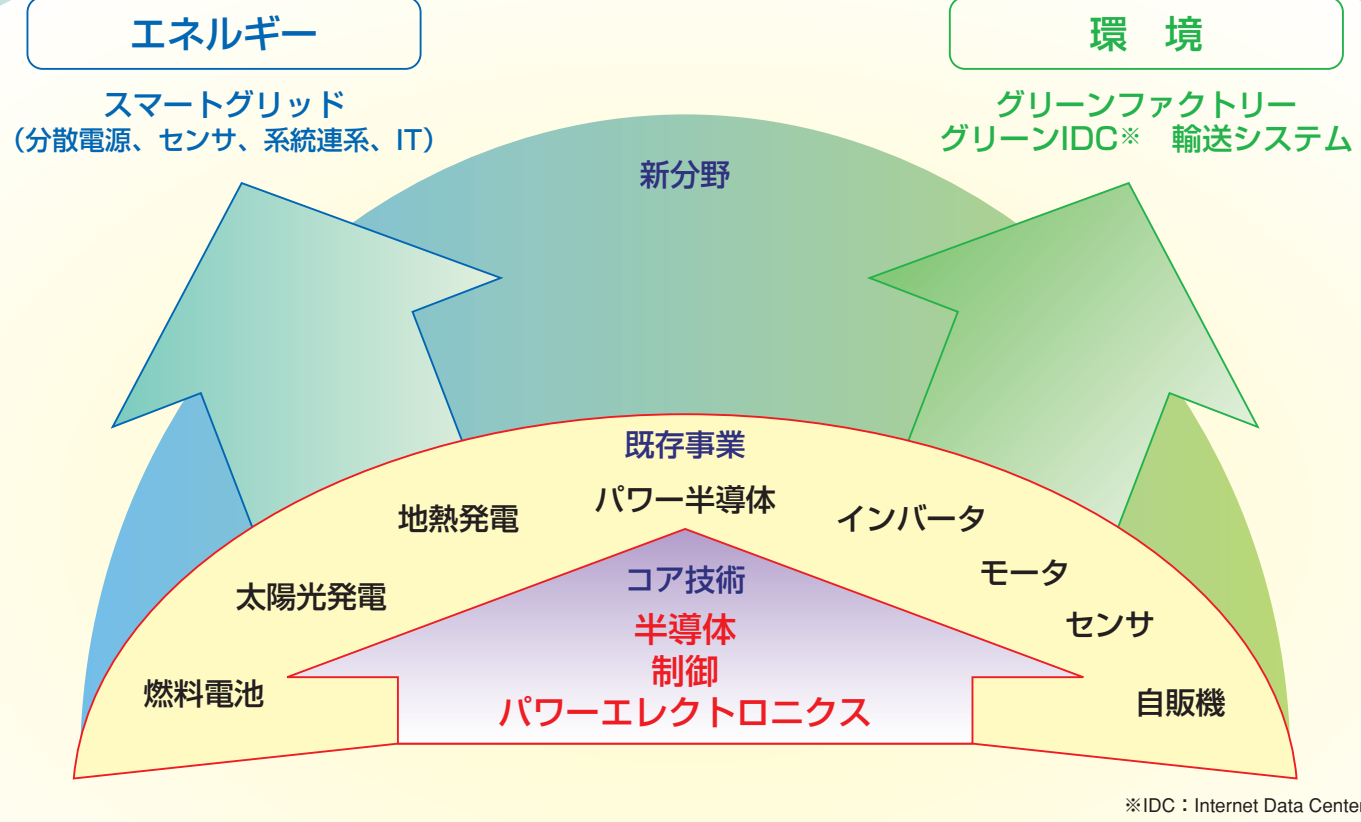 エネルギー
環 境
スマートグリッド
(分散電源、センサ、系統連系、IT)
グリーンファクトリー
グリーンIDC※ 輸送システム
新分野
既存事業
パワー半導体
地熱発電
インバータ
太陽光発電
モータ
センサ
燃料電池
自販機
コア技術
半導体
制御
パワーエレクトロニクス
※IDC:Internet Data Center